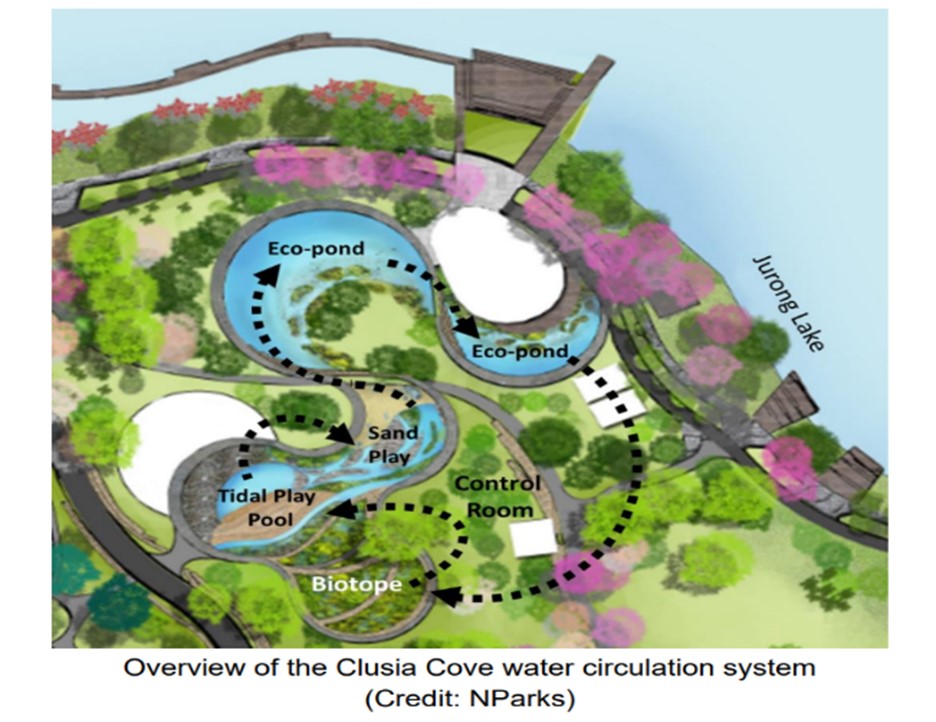 Eco-pond
Jurong Lake
Eco-pond
Sand
Play
Control
Room
Tidal Play
Pool
Biotope
Overview of the Clusia Cove water circulation system
(Credit: NParks)